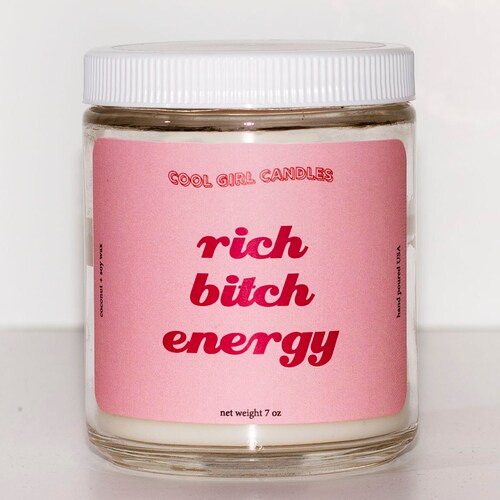 COOL GIRL CANDLES
rich
bitch
energy
coconut + soy wax
hand poured USA
net weight 7 oz